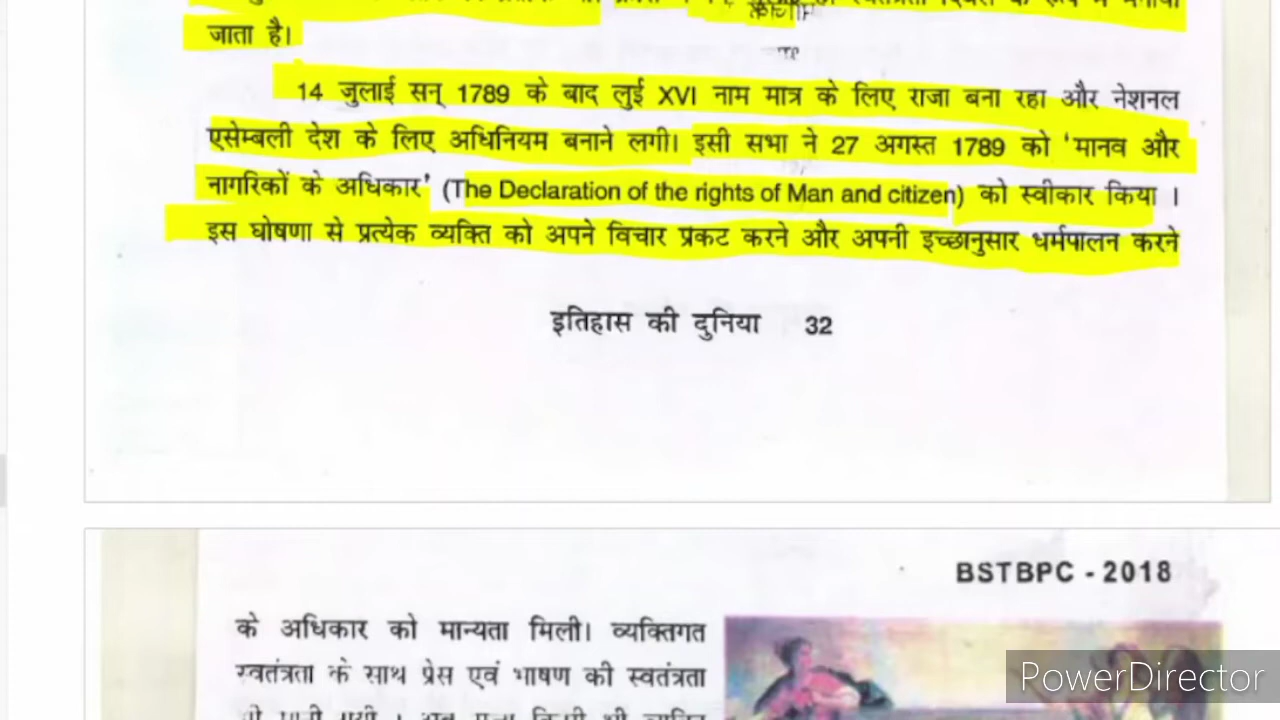 जाता है।
14 जुलाई सन् 1789 के बाद लुई XVI नाम मात्र के लिए राजा बना रहा और नेशनल
एसेम्बली देश के लिए अधिनियम बनाने लगी। इसी सभा ने 27 अगस्त 1789 को 'मानव और
नागरिकों के अधिकार' (The Declaration of the rights of Man and citizen) को स्वीकार किया ।
इस घोषणा से प्रत्येक व्यक्ति को अपने विचार प्रकट करने और अपनी इच्छानुसार धर्मपालन करने
इतिहास की दुनिया 32
BSTBPC - 2018
के अधिकार को मान्यता मिली। व्यक्तिगत
स्वतंत्रता के साथ प्रेस एवं भाषण की स्वतंत्रता
PowerDirector